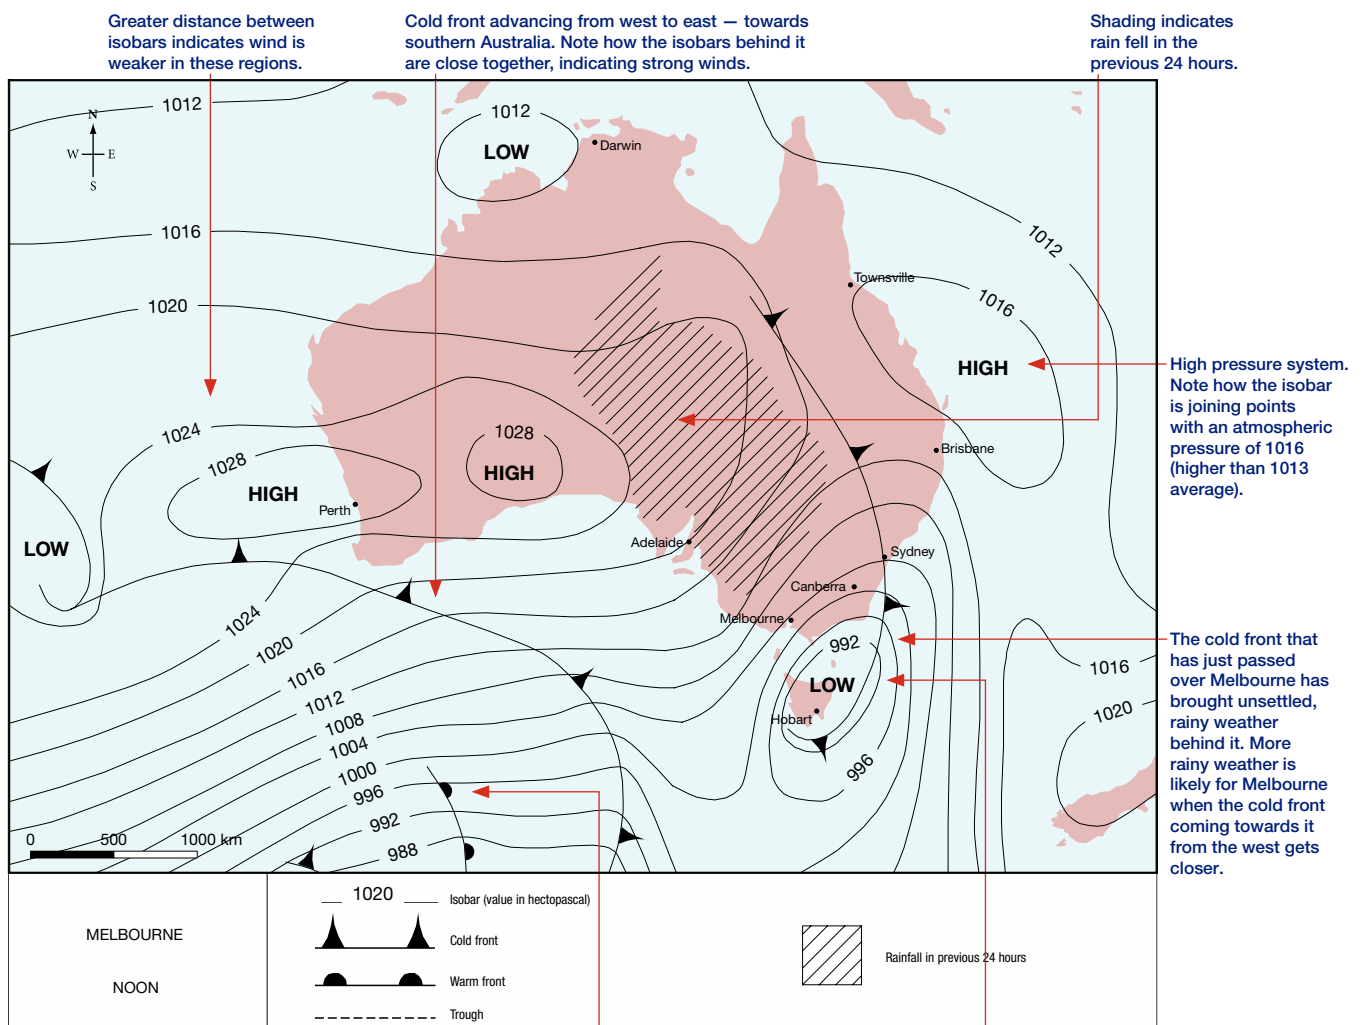 Greater distance between
isobars indicates wind is
weaker in these regions.
Cold front advancing from west to east — towards
southern Australia. Note how the isobars behind it
are close together, indicating strong winds.
Shading indicates
rain fell in the
previous 24 hours.
1012
N
W E
S
1012
LOW
Darwin
1016
1012
1020
Townsville
1016
HIGH
High pressure system.
Note how the isobar
is joining points
with an atmospheric
pressure of 1016
(higher than 1013
average).
1024
1028
HIGH
Perth
1028
HIGH
Brisbane
LOW
Adelaide
Sydney
Canberra
Melbourne
1024
1020
1016
1012
1008
1004
1000
996
992
988
992
LOW
Hobart
996
1016
1020
The cold front that
has just passed
over Melbourne has
brought unsettled,
rainy weather
behind it. More
rainy weather is
likely for Melbourne
when the cold front
coming towards it
from the west gets
closer.
0 500 1000 km
MELBOURNE
NOON
1020 Isobar (value in hectopascal)
Cold front
Warm front
Trough
Rainfall in previous 24 hours